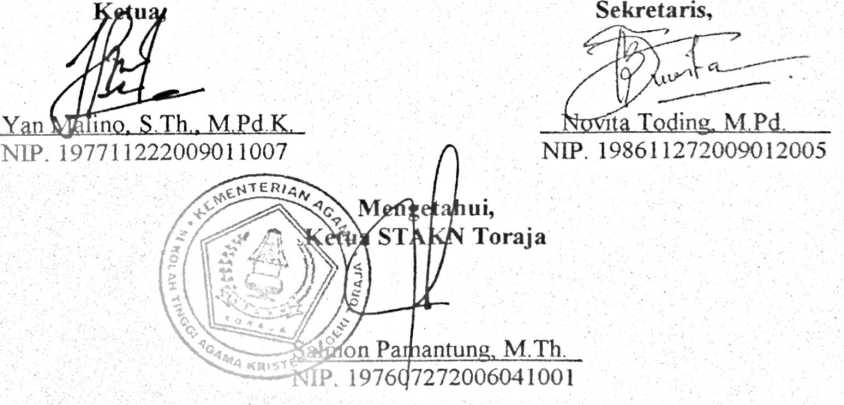 Ketua,
Sekretaris,
Yan Malino, S.Th., M.Pd.K.
Novita Toding, M.Pd.
NIP. 197711222009011007
NIP. 198611272009012005
Mengetahui,
Ketua STAKN Toraja
KEMENTERIAN AGAMA
SEKOLAH TINGGI AGAMA KRISTEN NEGERI TORAJA
TORAJA
Salmon Pamantung, M.Th.
NIP. 197607272006041001